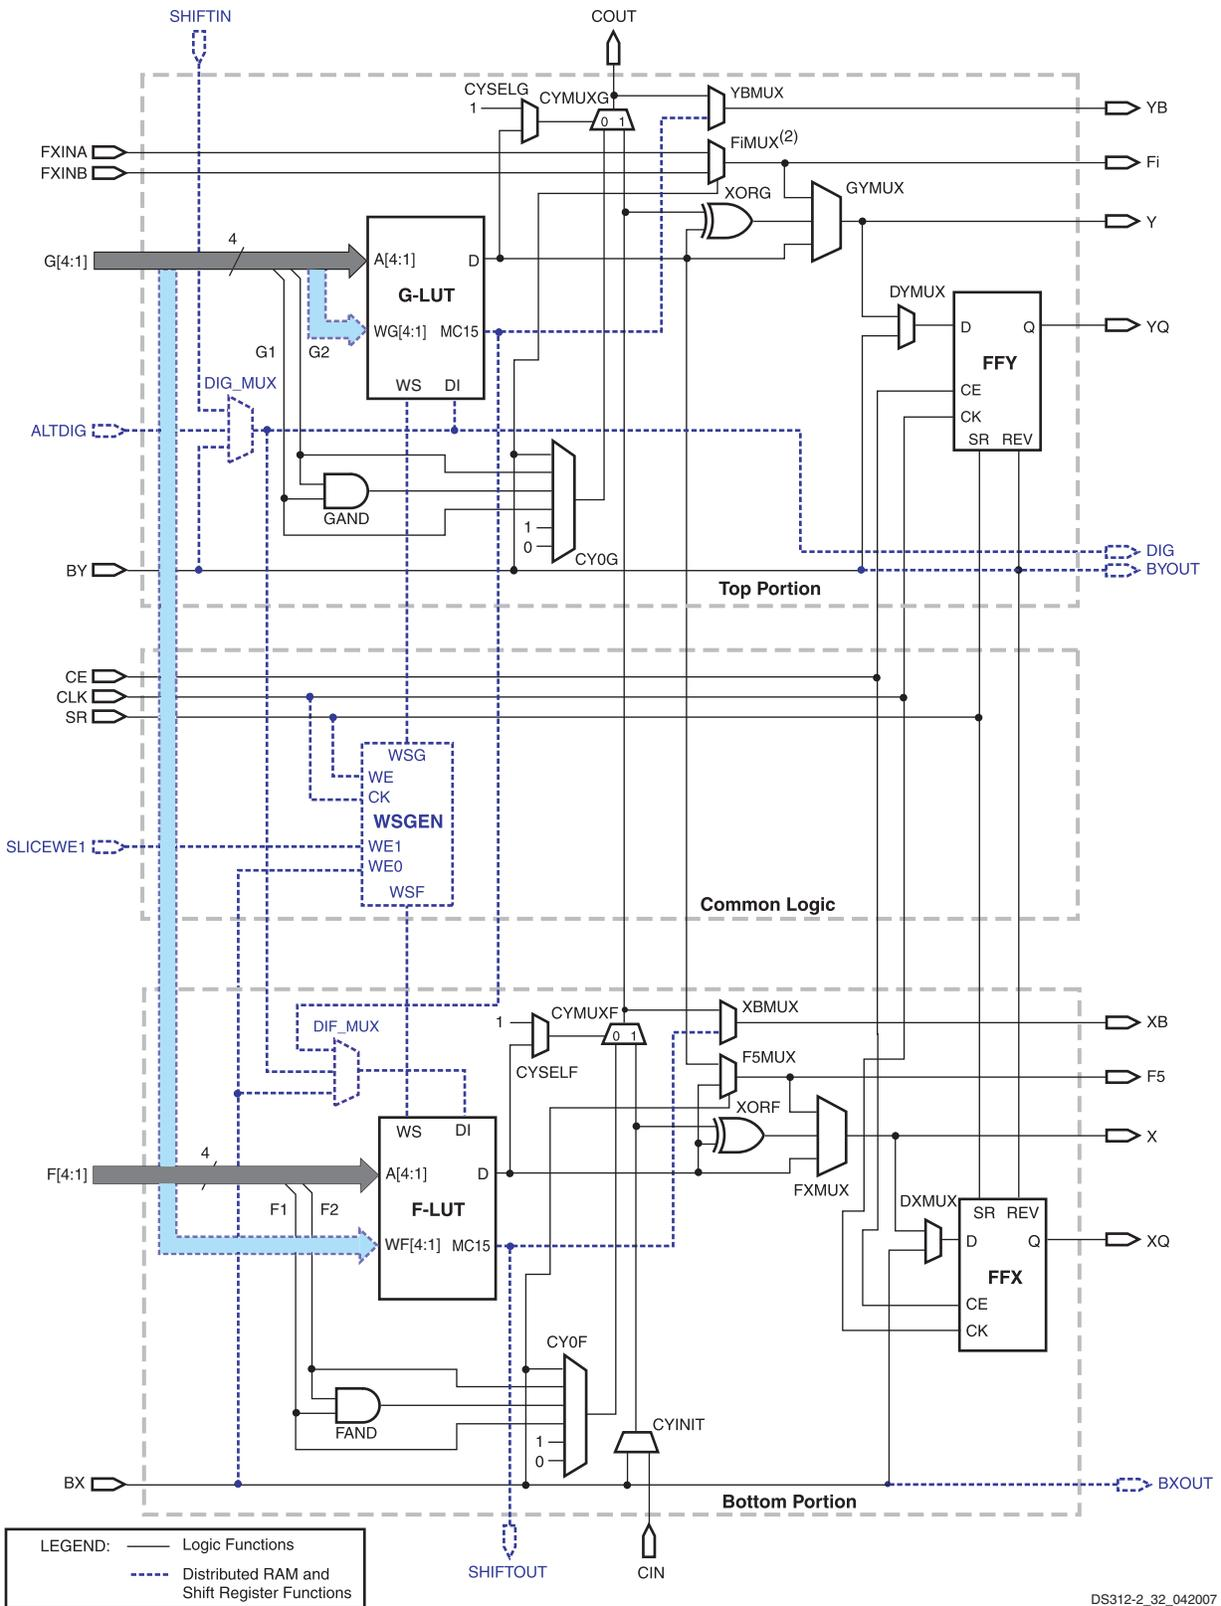 SHIFTIN
COUT
CYSELG
1
CYMUXG
0 1
YBMUX
YB
FXINA
FXINB
FiMUX(2)
Fi
XORG
GYMUX
Y
G[4:1]
4
A[4:1]
D
G-LUT
WG[4:1]
MC15
WS
DI
G1
G2
DYMUX
D
Q
YQ
FFY
CE
CK
SR
REV
DIG_MUX
ALTDIG
GAND
1
0
CY0G
DIG
BY
BYOUT
Top Portion
CE
CLK
SR
WSG
WE
CK
WSGEN
SLICEWE1
WE1
WE0
WSF
Common Logic
1
CYMUXF
0 1
XBMUX
XB
DIF_MUX
CYSELF
F5MUX
F5
XORF
WS
DI
X
F[4:1]
4
A[4:1]
D
FXMUX
F1
F2
F-LUT
WF[4:1]
MC15
DXMUX
SR
REV
D
Q
XQ
FFX
CE
CK
CY0F
FAND
1
0
CYINIT
BX
BXOUT
Bottom Portion
LEGEND:
Logic Functions
Distributed RAM and
Shift Register Functions
SHIFTOUT
CIN
DS312-2_32_042007